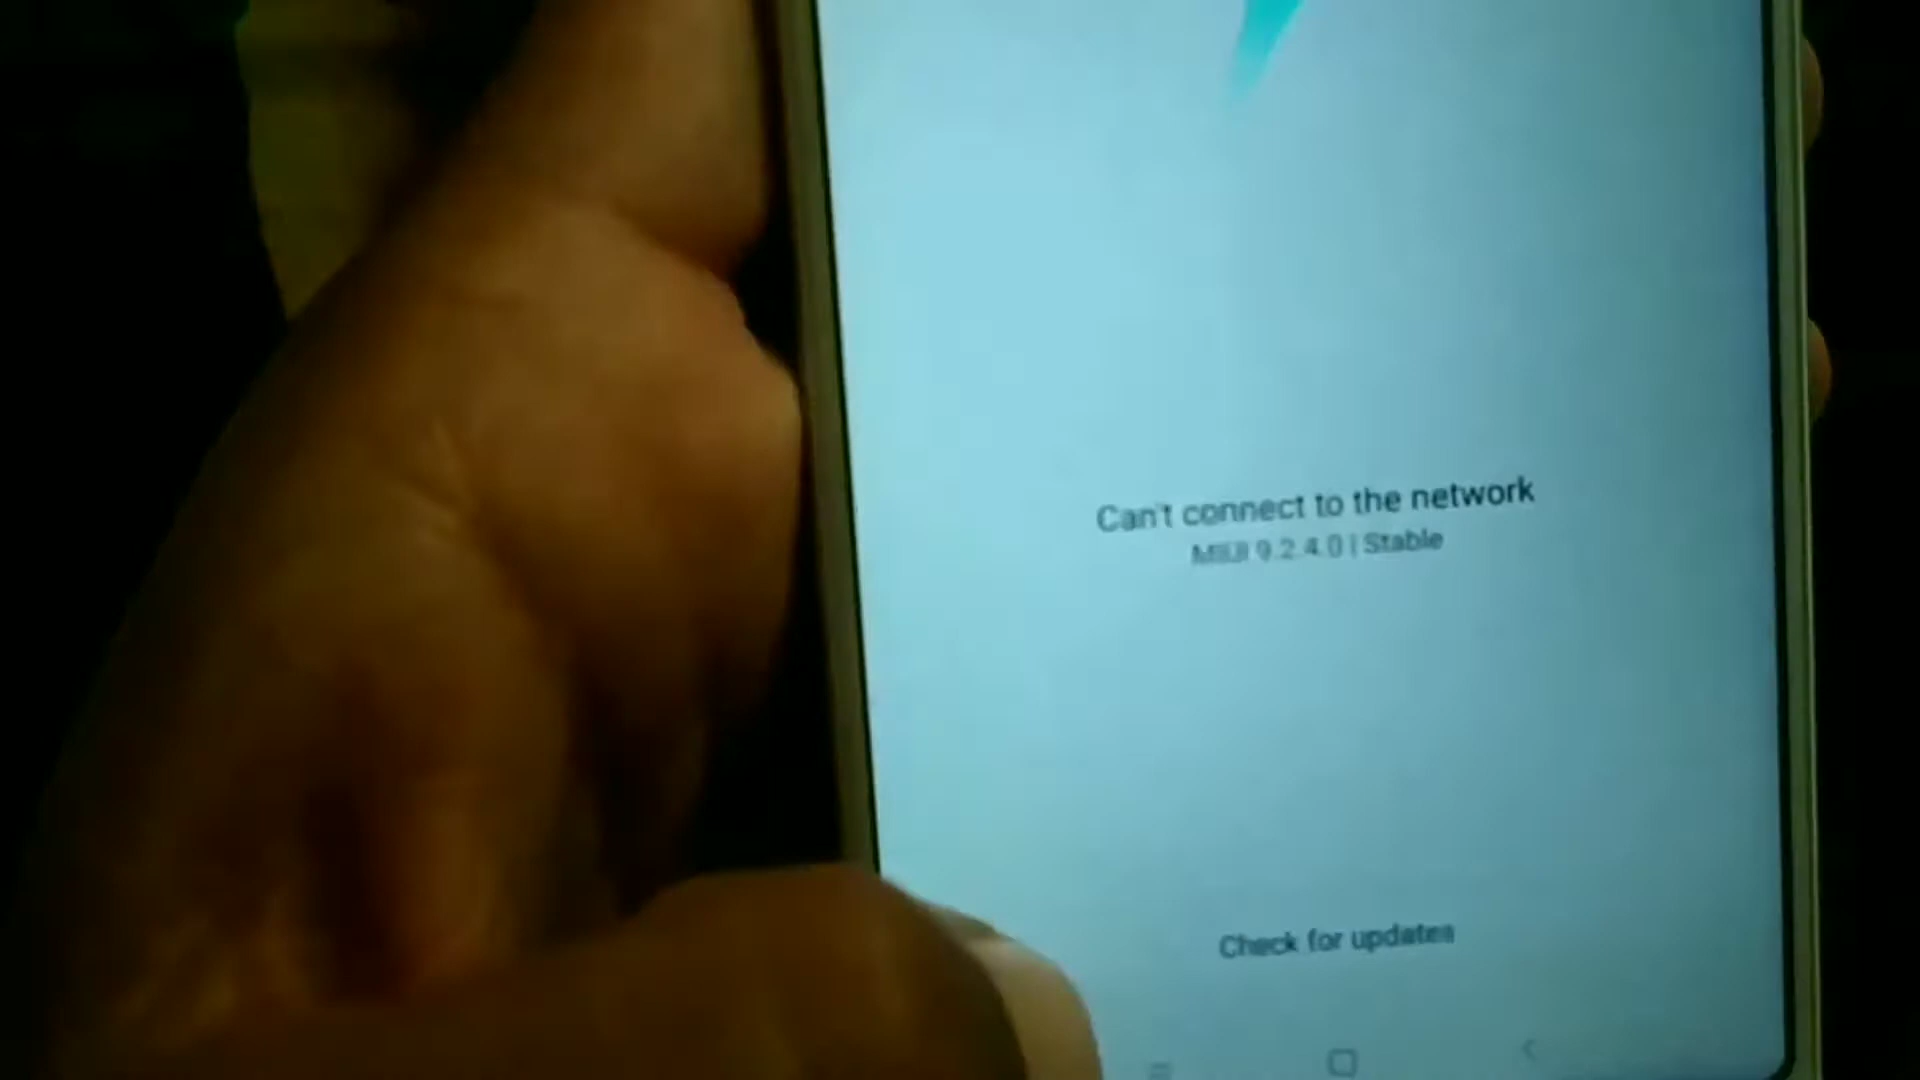 Can't connect to the network
MIUI 9.2.4.0 | Stable
Check for updates